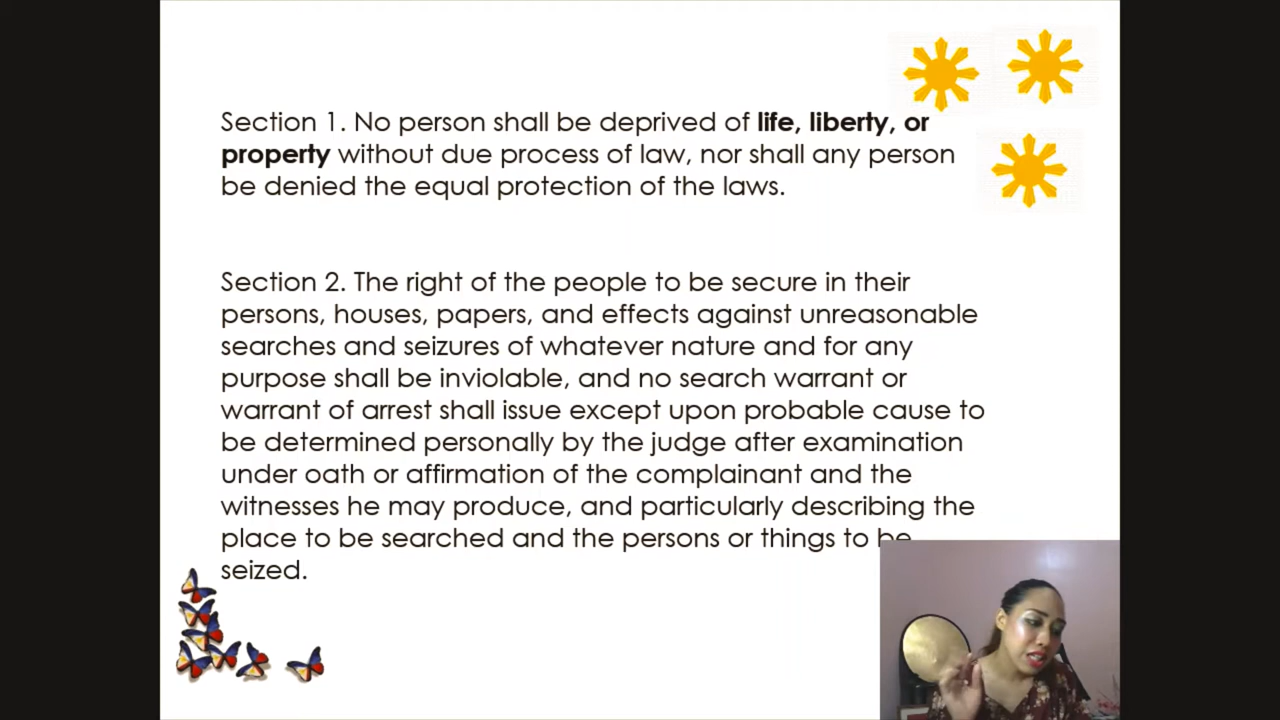 Section 1. No person shall be deprived of life, liberty, or
property without due process of law, nor shall any person
be denied the equal protection of the laws.
Section 2. The right of the people to be secure in their
persons, houses, papers, and effects against unreasonable
searches and seizures of whatever nature and for any
purpose shall be inviolable, and no search warrant or
warrant of arrest shall issue except upon probable cause to
be determined personally by the judge after examination
under oath or affirmation of the complainant and the
witnesses he may produce, and particularly describing the
place to be searched and the persons or things to be
seized.